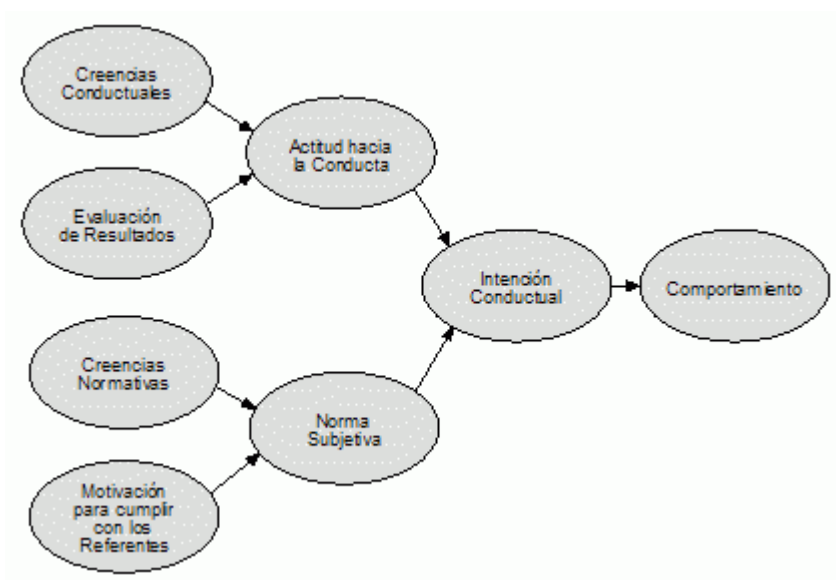 Creencias
Conductuales
Actitud hacia
la Conducta
Evaluación
de Resultados
Intención
Conductual
Comportamiento
Creencias
Normativas
Norma
Subjetiva
Motivación
para cumplir
con los
Referentes